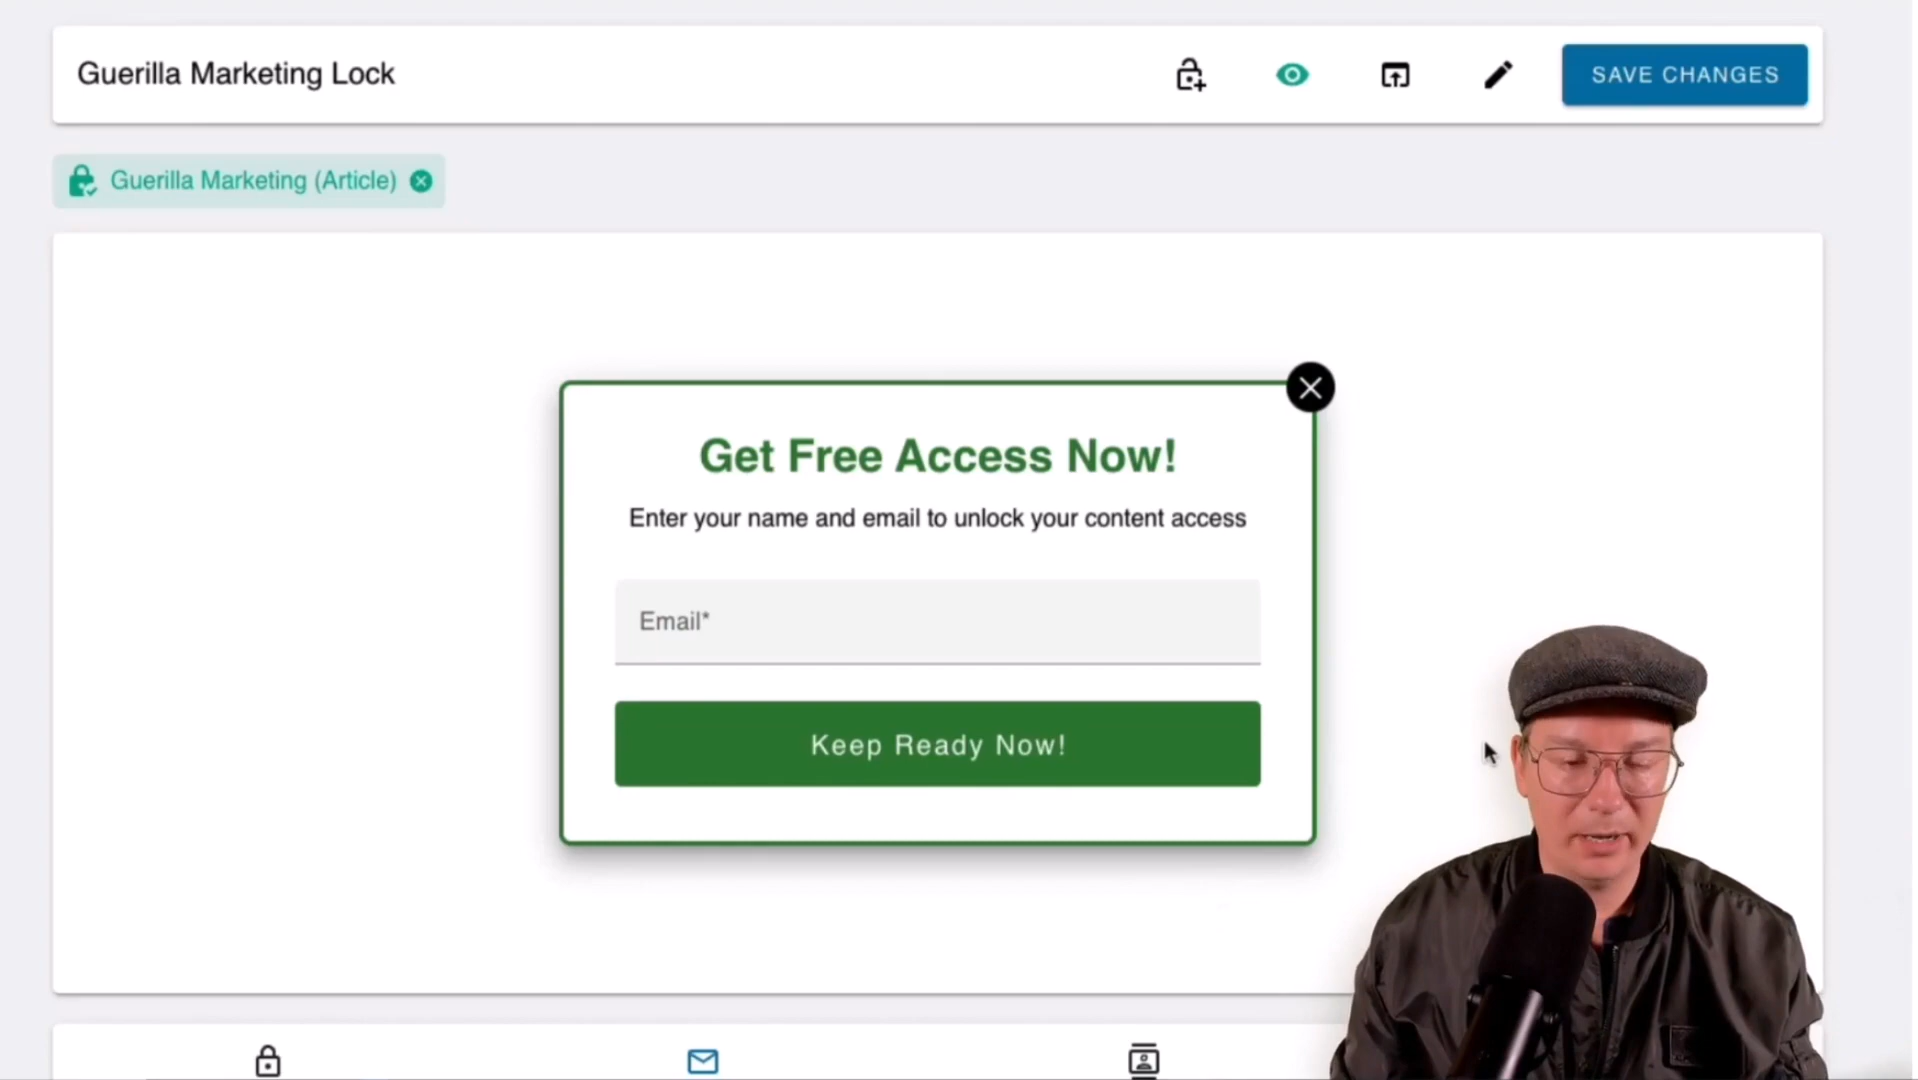 Guerilla Marketing Lock
SAVE CHANGES
Guerilla Marketing (Article)
Get Free Access Now!
Enter your name and email to unlock your content access
Email*
Keep Ready Now!